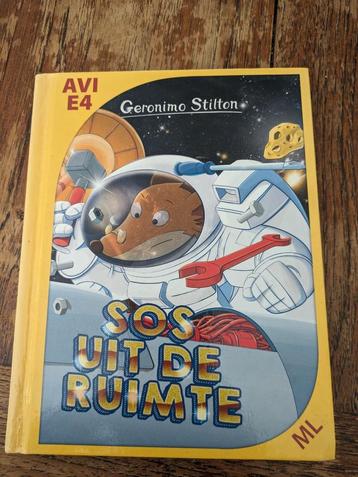 AVI
E4
Geronimo Stilton
SOS
UIT DE
RUIMTE
ML